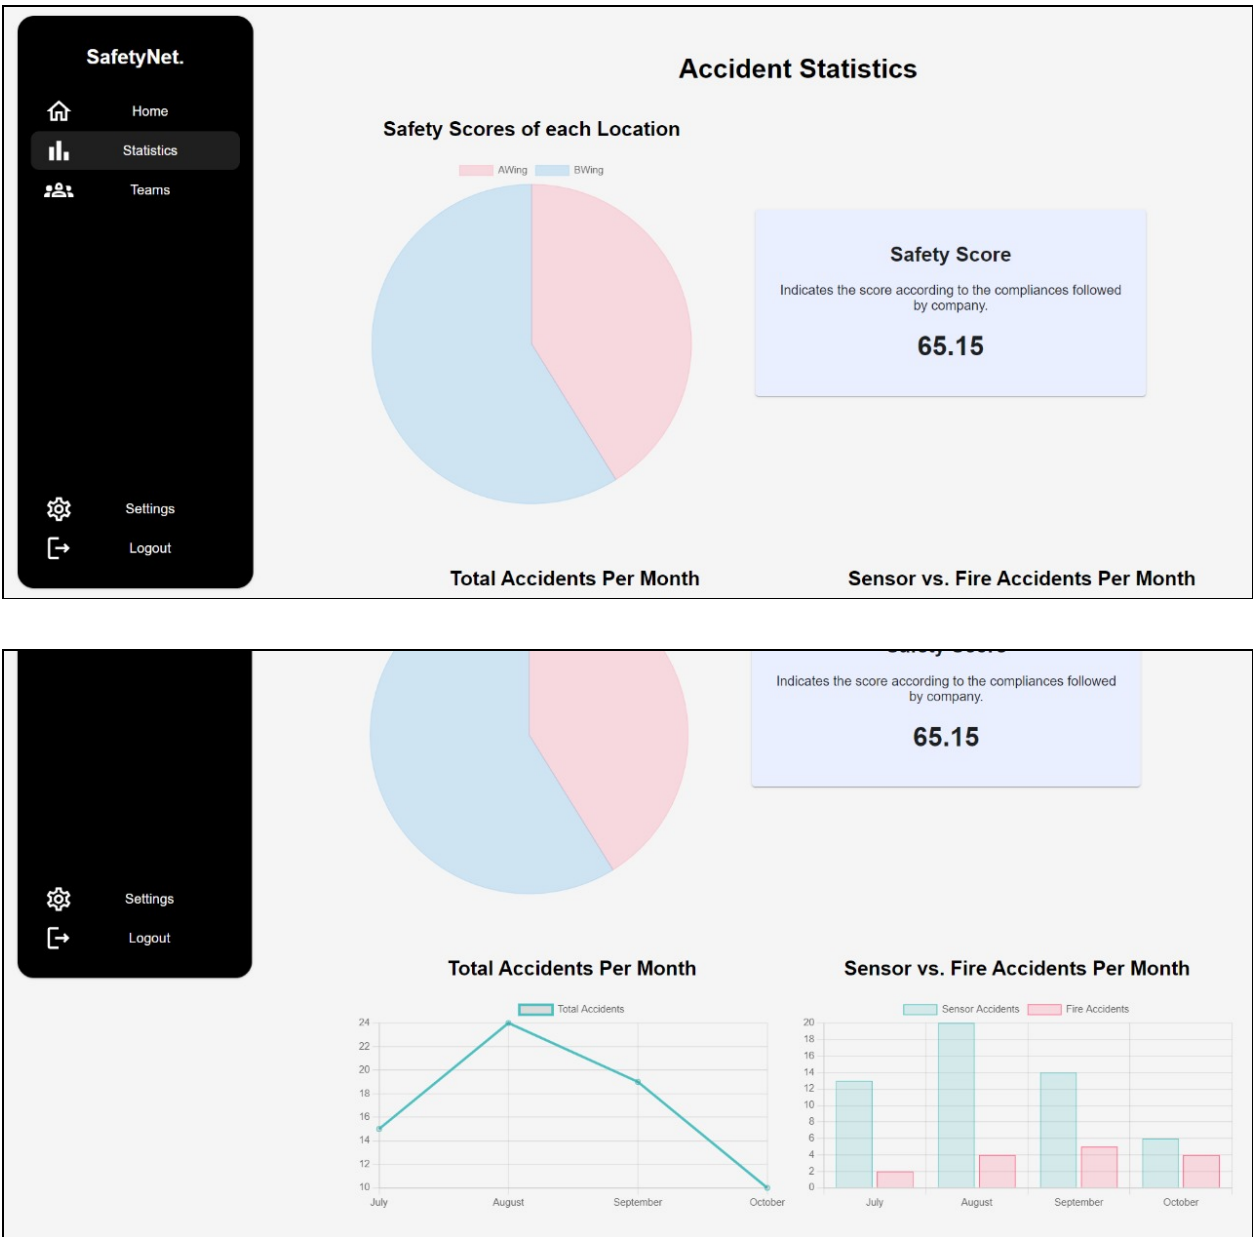 SafetyNet.
Home
Statistics
Teams
Settings
Logout
Accident Statistics
Safety Scores of each Location
AWing BWing
Safety Score
Indicates the score according to the compliances followed
by company.
65.15
Total Accidents Per Month
Sensor vs. Fire Accidents Per Month
Settings
Logout
Safety Score
Indicates the score according to the compliances followed
by company.
65.15
Total Accidents Per Month
Total Accidents
24
22
20
18
16
14
12
10
July August September October
Sensor vs. Fire Accidents Per Month
Sensor Accidents Fire Accidents
20
18
16
14
12
10
8
6
4
2
0
July August September October